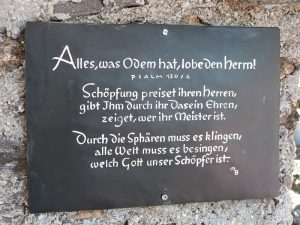 Alles, was Odem hat, lobe den Herrn!
PSALM 150/6
Schöpfung preiset ihren Herren,
gibt Ihm durch ihr Dasein Ehren,
zeiget, wer ihr Meister ist.
Durch die Sphären muss es klingen,
alle Welt muss es besingen,
welch Gott unser Schöpfer ist.